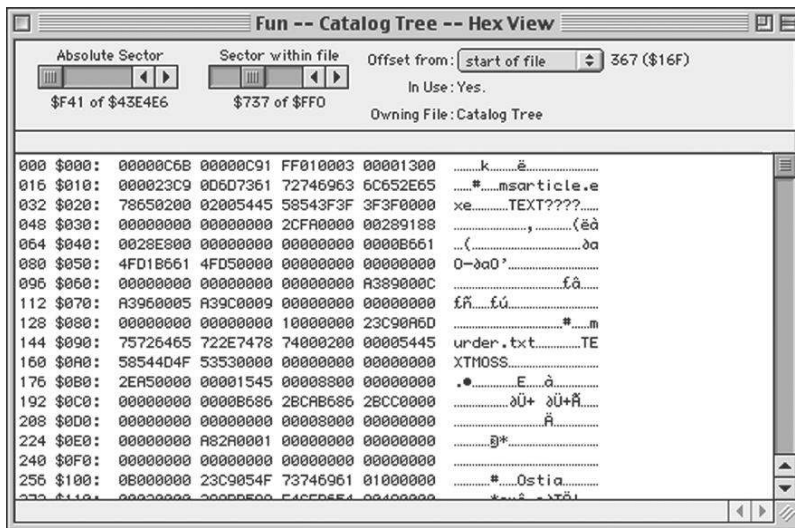 Fun -- Catalog Tree -- Hex View
Absolute Sector
$F41 of $43E4E6
Sector within file
$737 of $FF0
Offset from: start of file 367 ($16F)
In Use: Yes.
Owning File: Catalog Tree
000 $000: 00000C6B 00000C91 FF010003 00001300 ........k....ë................
016 $010: 000023C9 0D6D7361 72746963 6C652E65 .....#....msarticle.e
032 $020: 78650200 02005445 58543F3F 3F3F0000 xe..........TEXT????.....
048 $030: 00000000 00000000 2CFA0000 00289188 ......................,...........(ëà
064 $040: 0028E800 00000000 00000000 0000B661 ...(...............................∂a
080 $050: 4FD1B661 4FD50000 00000000 00000000 O—∂aO’..........................
096 $060: 00000000 00000000 00000000 A389000C .................................£â.....
112 $070: A3960005 A39C0009 00000000 00000000 £ñ.....£ú..........................
128 $080: 00000000 00000000 10000000 23C90A6D .................................#....m
144 $090: 75726465 722E7478 74000200 00005445 urder.txt............TE
160 $0A0: 58544D4F 53530000 00000000 00000000 XTMOSS.............................
176 $0B0: 2EA50000 00001545 00008800 00000000 .•............E.....à............
192 $0C0: 00000000 0000B686 2BCAB686 2BCC0000 .................∂Ü+ ∂Ü+Ã.....
208 $0D0: 00000000 00000000 00008000 00000000 ............................Ä............
224 $0E0: 00000000 A82A0001 00000000 00000000 ............®*..............................
240 $0F0: 00000000 00000000 00000000 00000000 ..............................................
256 $100: 0B000000 23C9054F 73746961 01000000 ............#....Ostia............